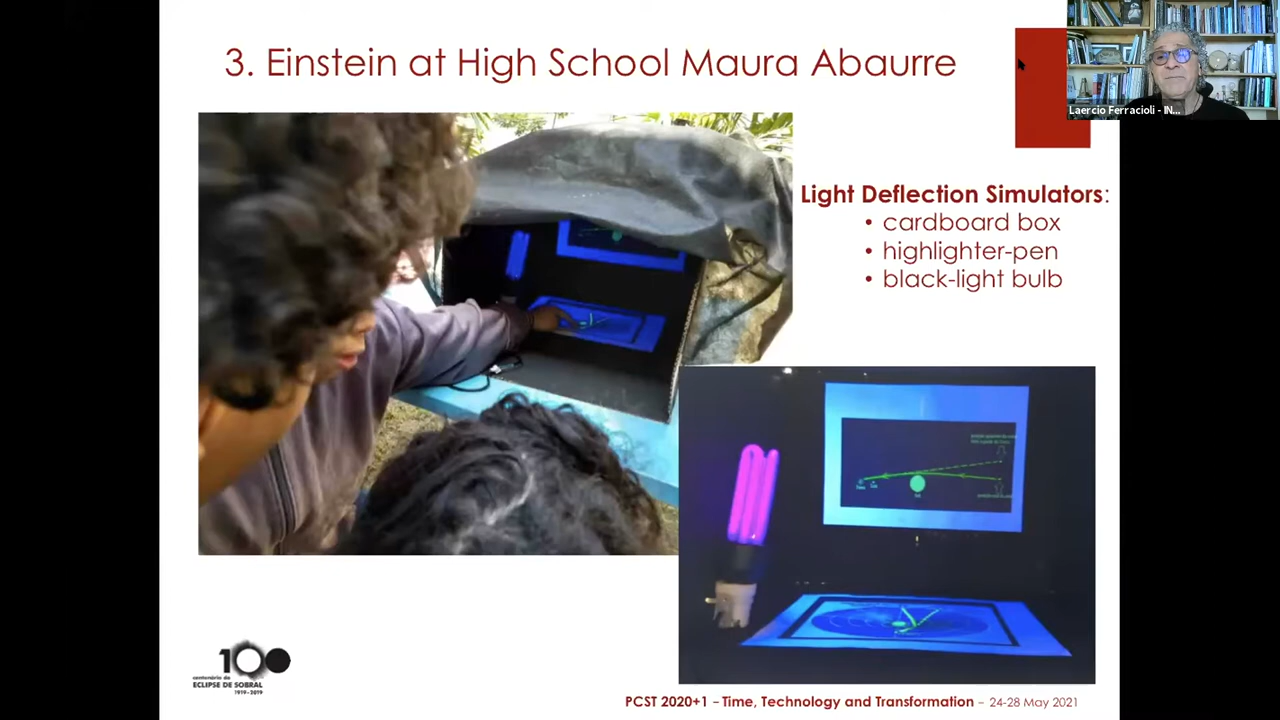 3. Einstein at High School Maura Abaurre
Laercio Ferracioli - IN...
Light Deflection Simulators:
• cardboard box
• highlighter-pen
• black-light bulb
100
centenário do
ECLIPSE DE SOBRAL
1919-2019
PCST 2020+1 – Time, Technology and Transformation – 24-28 May 2021